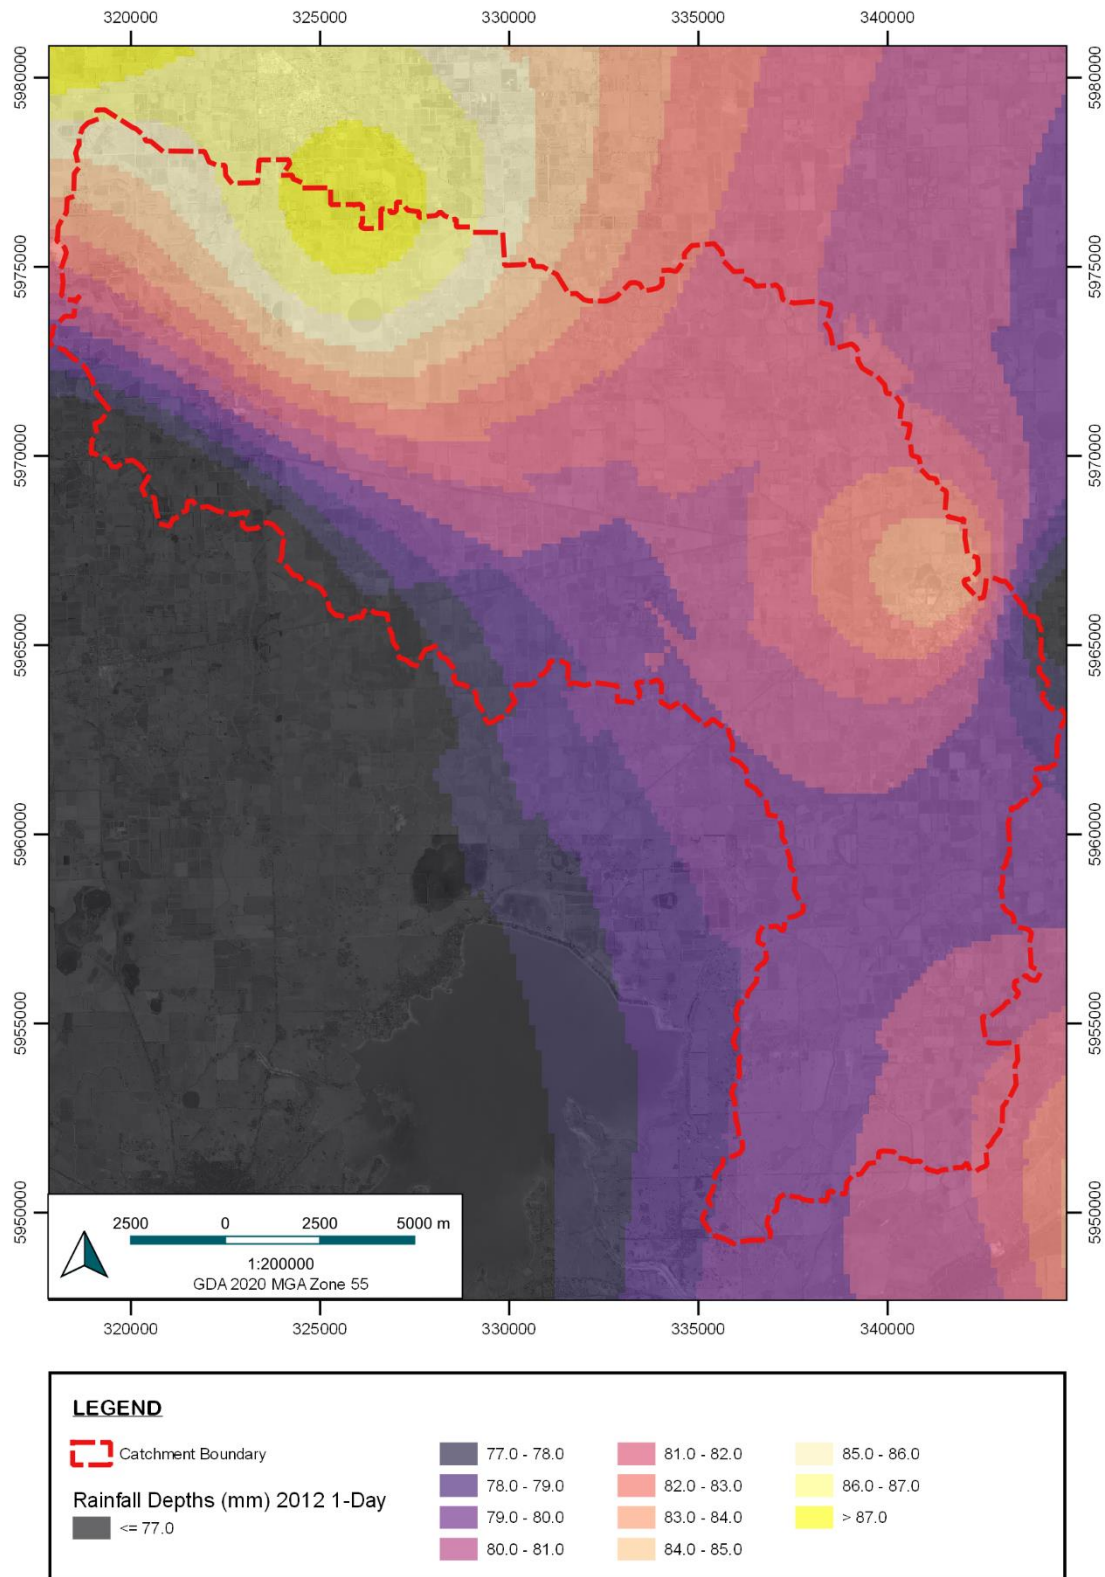 320000 325000 330000 335000 340000
5980000 5980000
5975000 5975000
5970000 5970000
5965000 5965000
5960000 5960000
5955000 5955000
5950000 5950000
2500 0 2500 5000 m
1:200000
GDA 2020 MGA Zone 55
320000 325000 330000 335000 340000
LEGEND
Catchment Boundary
Rainfall Depths (mm) 2012 1-Day
<= 77.0
77.0 - 78.0
78.0 - 79.0
79.0 - 80.0
80.0 - 81.0
81.0 - 82.0
82.0 - 83.0
83.0 - 84.0
84.0 - 85.0
85.0 - 86.0
86.0 - 87.0
> 87.0